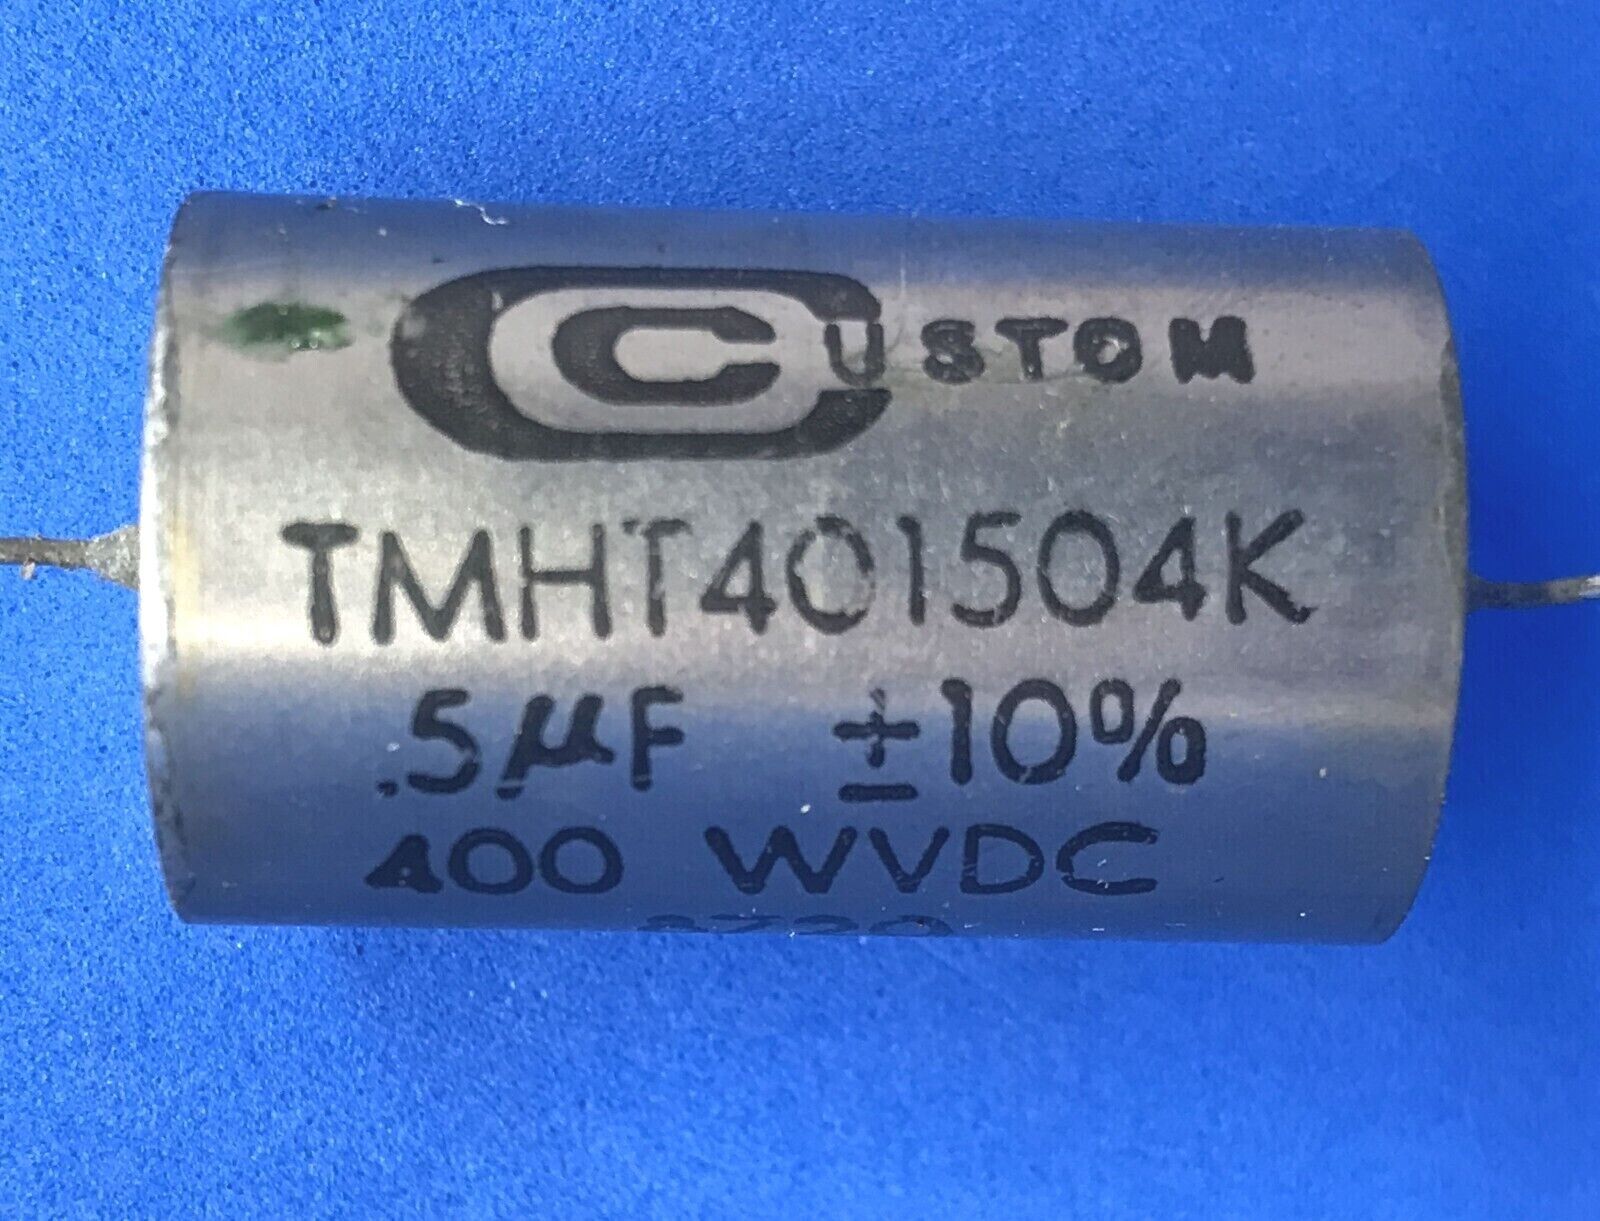 CUSTOM
TMHT401504K
.5µF ±10%
400 WVDC